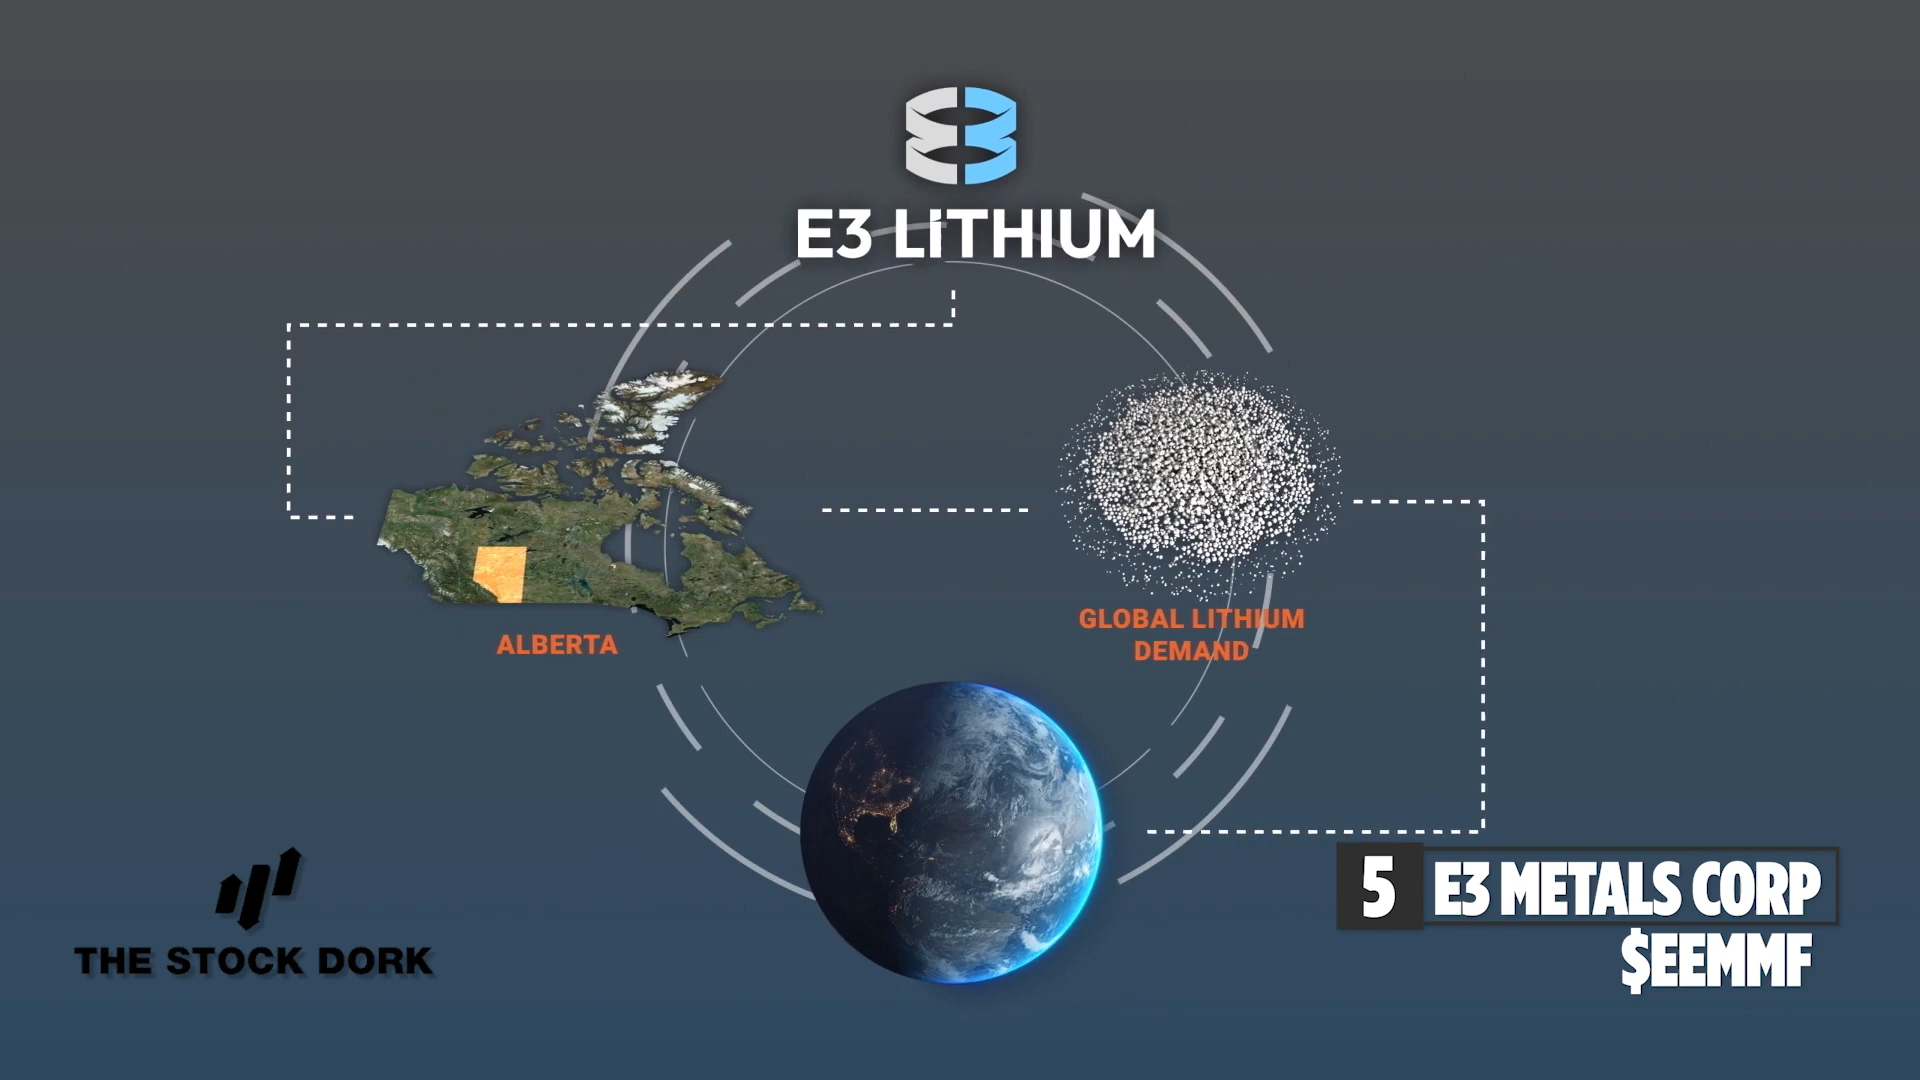 E3 LITHIUM
ALBERTA
GLOBAL LITHIUM
DEMAND
5 E3 METALS CORP
$EEMMF
THE STOCK DORK